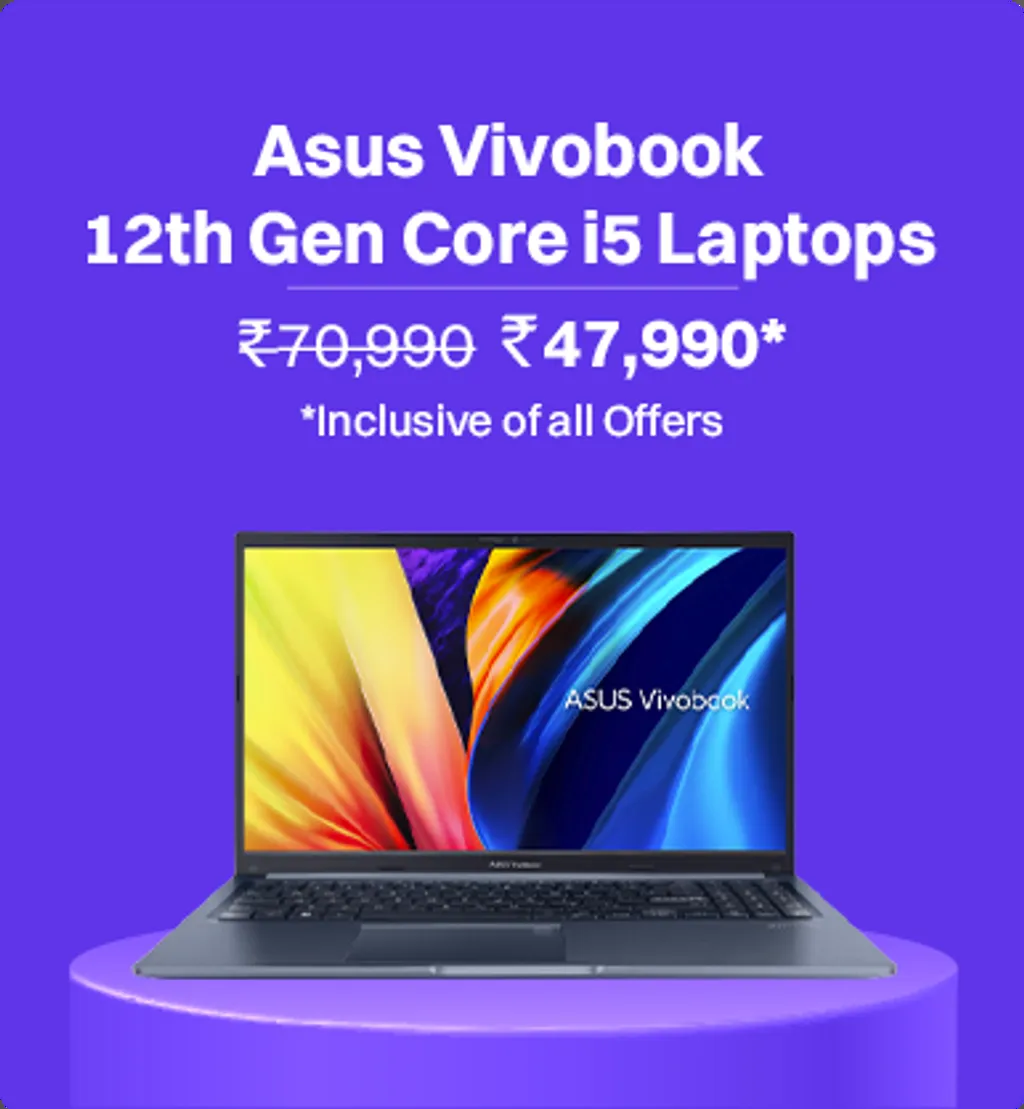 Asus Vivobook
12th Gen Core i5 Laptops
₹70,990 ₹47,990*
*Inclusive of all Offers
ASUS Vivobook